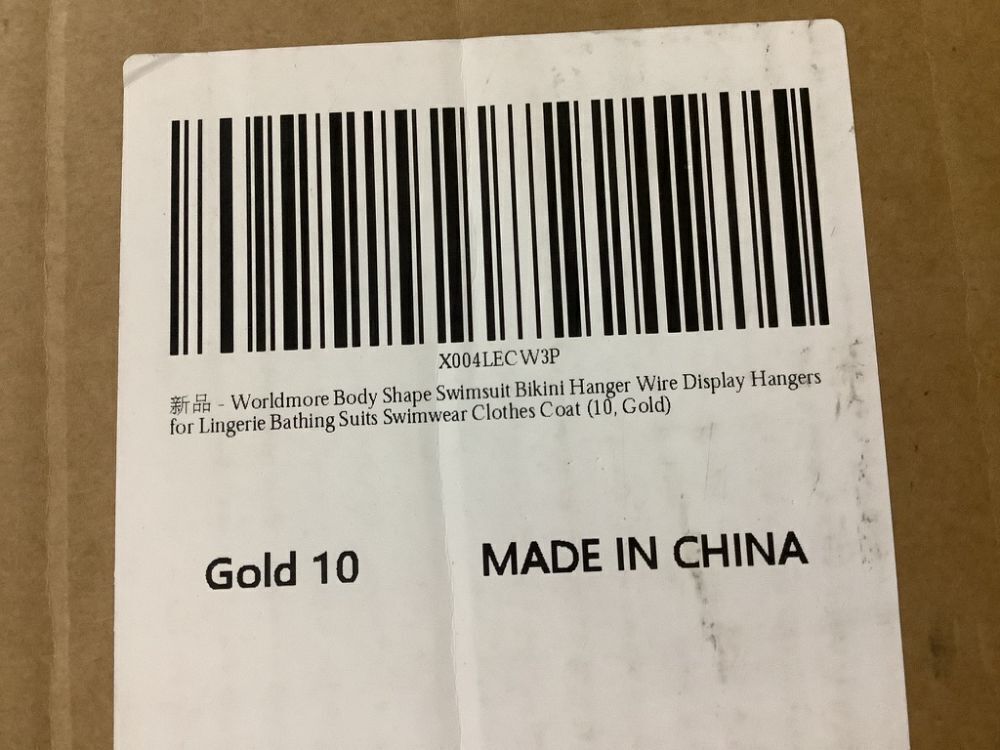 X004LECW3P
新品 - Worldmore Body Shape Swimsuit Bikini Hanger Wire Display Hangers
for Lingerie Bathing Suits Swimwear Clothes Coat (10, Gold)
Gold 10 MADE IN CHINA